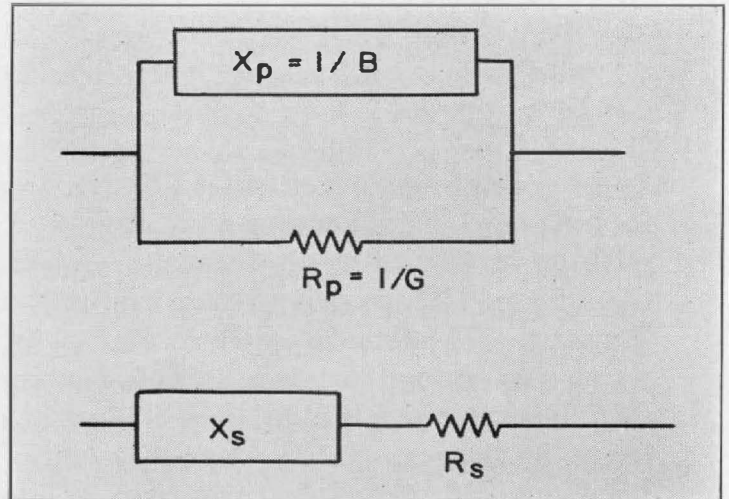 Xp = 1/ B
Rp = 1/G
Xs
Rs